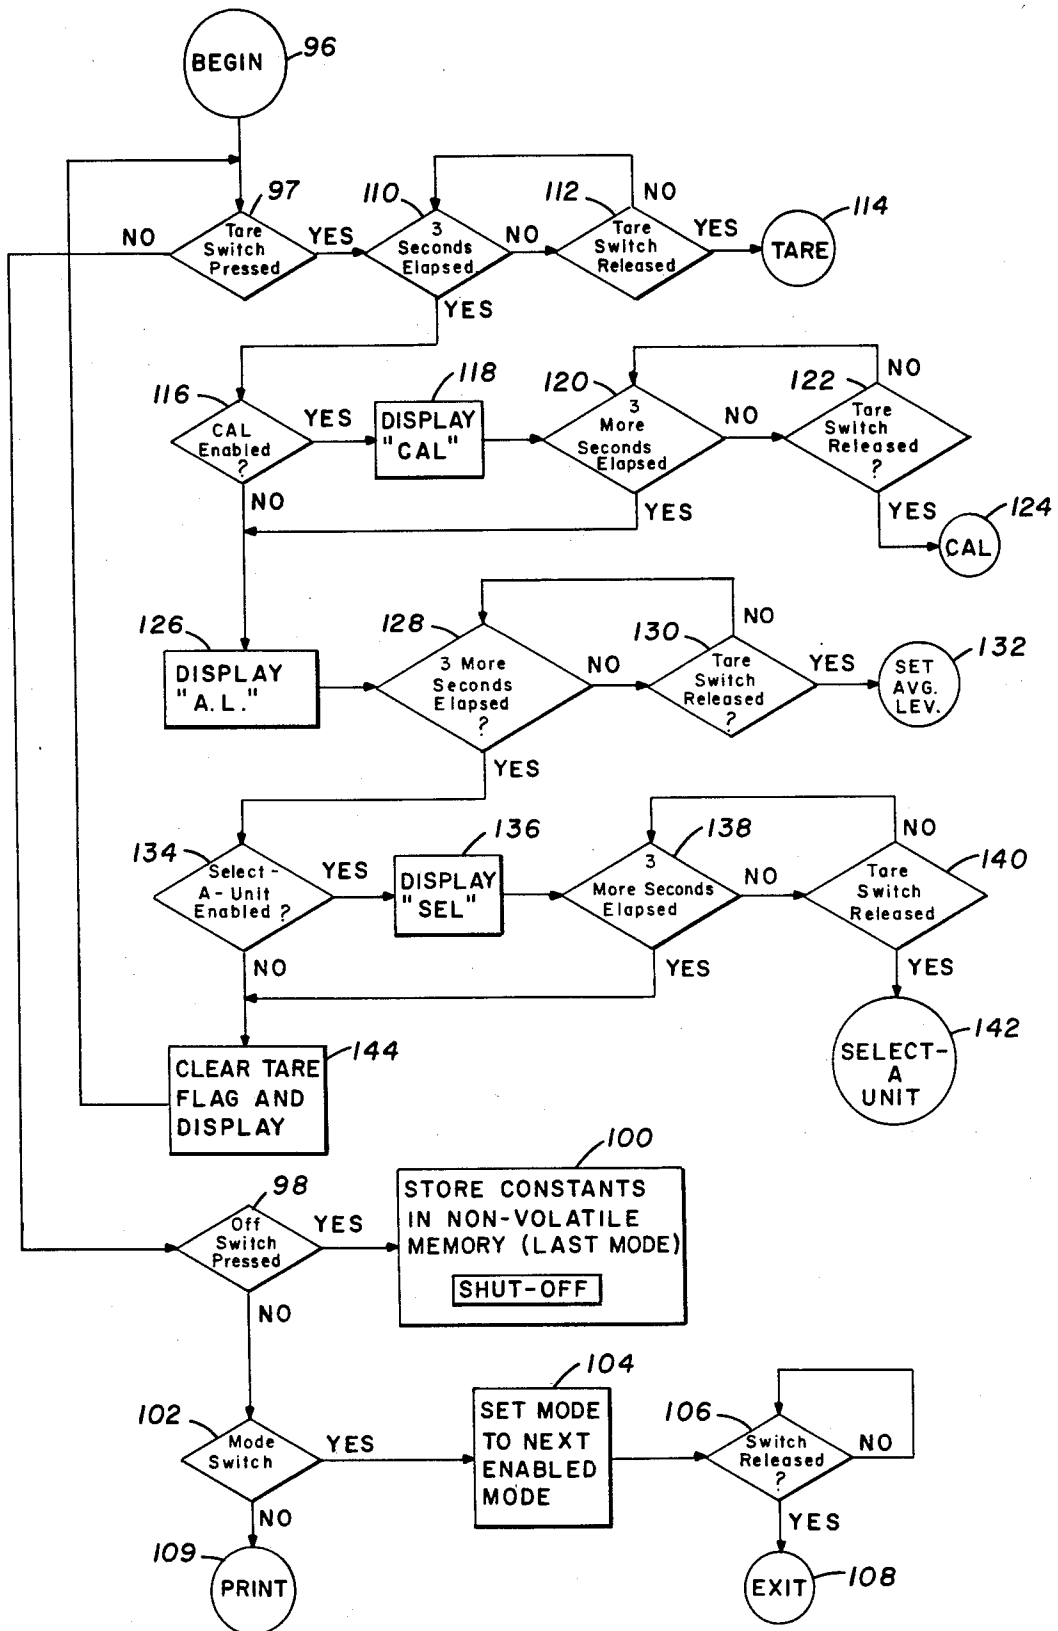 BEGIN
96
97
110
112
114
NO
Tare
Switch
Pressed
YES
3
Seconds
Elapsed
NO
Tare
Switch
Released
NO
YES
TARE
YES
116
118
120
122
CAL
Enabled
?
YES
DISPLAY
"CAL"
3
More
Seconds
Elapsed
NO
Tare
Switch
Released
?
NO
NO
YES
YES
124
CAL
126
128
130
132
DISPLAY
"A.L."
3 More
Seconds
Elapsed
?
NO
Tare
Switch
Released
?
NO
YES
SET
AVG.
LEV.
YES
134
136
138
140
Select-
A-Unit
Enabled ?
YES
DISPLAY
"SEL"
3
More Seconds
Elapsed
NO
Tare
Switch
Released
NO
NO
YES
YES
142
SELECT-
A
UNIT
144
CLEAR TARE
FLAG AND
DISPLAY
98
100
Off
Switch
Pressed
YES
STORE CONSTANTS
IN NON-VOLATILE
MEMORY (LAST MODE)
SHUT-OFF
NO
102
104
106
Mode
Switch
YES
SET MODE
TO NEXT
ENABLED
MODE
Switch
Released
?
NO
NO
YES
109
PRINT
EXIT
108